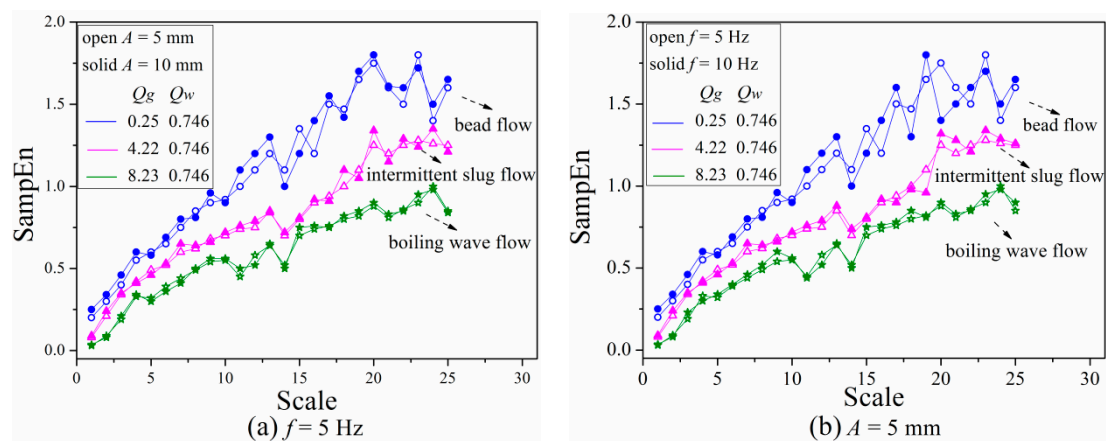 open A = 5 mm
solid A = 10 mm
Qg Qw
0.25 0.746
4.22 0.746
8.23 0.746
bead flow
intermittent slug flow
boiling wave flow
SampEn
2.0
1.5
1.0
0.5
0.0
0 5 10 15 20 25 30
Scale
(a) f = 5 Hz
open f = 5 Hz
solid f = 10 Hz
Qg Qw
0.25 0.746
4.22 0.746
8.23 0.746
bead flow
intermittent slug flow
boiling wave flow
SampEn
2.0
1.5
1.0
0.5
0.0
0 5 10 15 20 25 30
Scale
(b) A = 5 mm